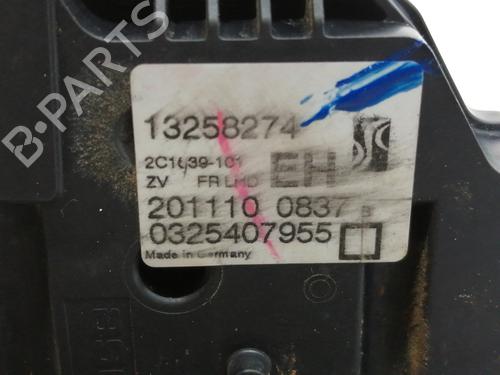 13258274
2C1639-101 EH
ZV FR LHD
201110 0837 B
0325407955
Made in Germany
B-PARTS